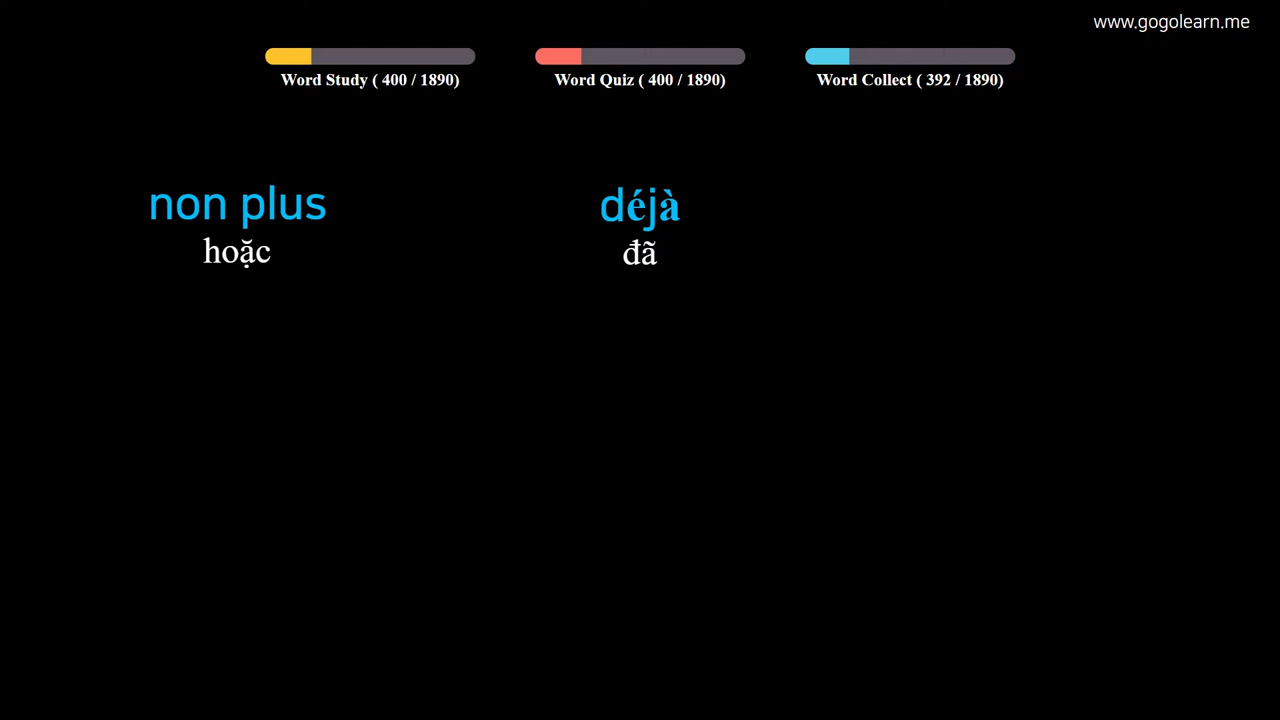 www.gogolearn.me
Word Study ( 400 / 1890)
Word Quiz ( 400 / 1890)
Word Collect ( 392 / 1890)
non plus
hoặc
déjà
đã